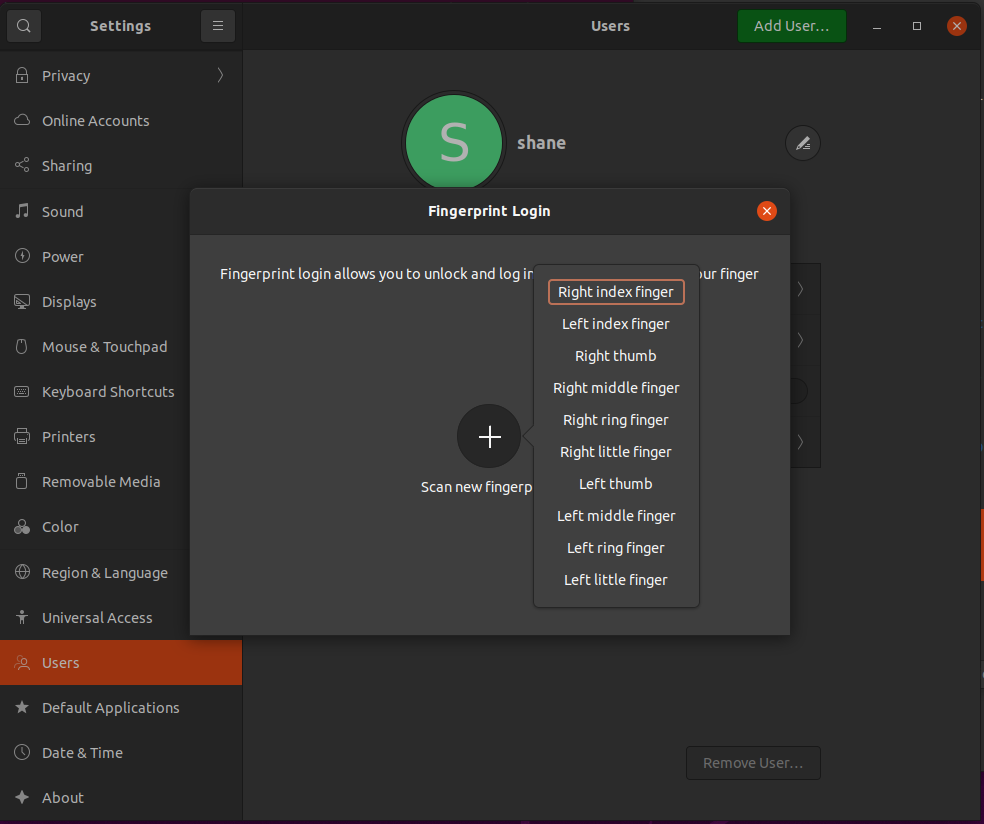 Settings
Users
Add User...
Privacy
Online Accounts
Sharing
Sound
Power
Displays
Mouse & Touchpad
Keyboard Shortcuts
Printers
Removable Media
Color
Region & Language
Universal Access
Users
Default Applications
Date & Time
About
S
shane
Fingerprint Login
Fingerprint login allows you to unlock and log in
finger
Scan new
Right index finger
Left index finger
Right thumb
Right middle finger
Right ring finger
Right little finger
Left thumb
Left middle finger
Left ring finger
Left little finger
Remove User...